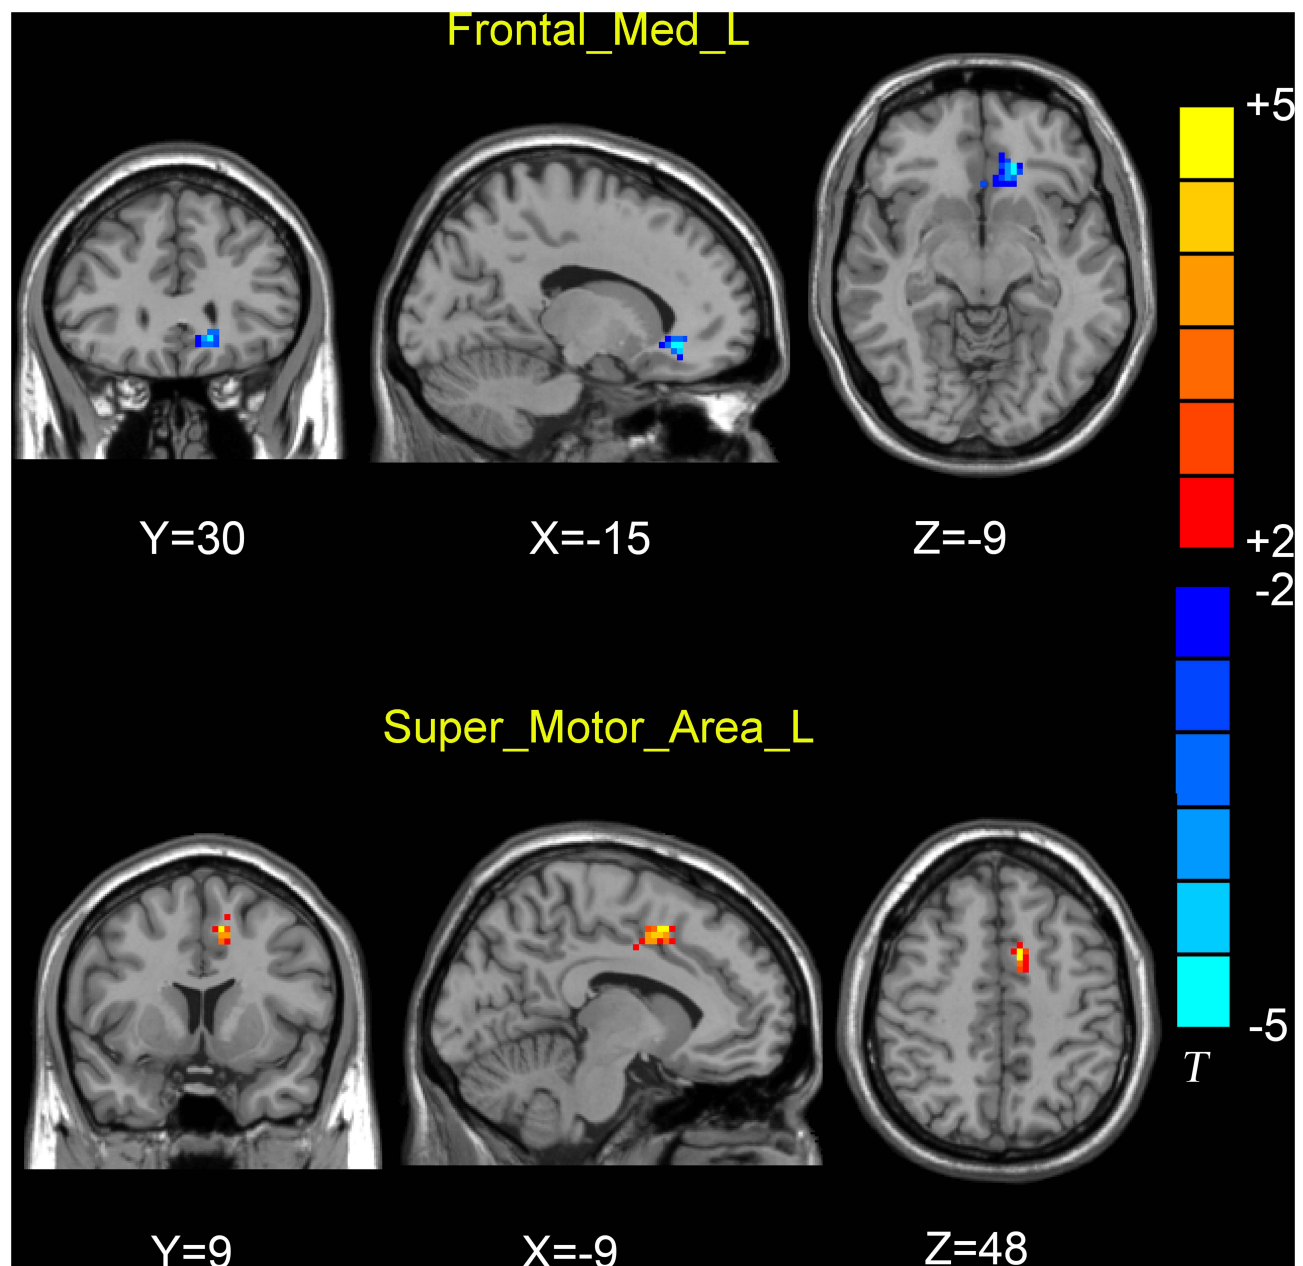 Frontal_Med_L
+5
Y=30
X=-15
Z=-9
+2
-2
Super_Motor_Area_L
-5
T
Y=9
X=-9
Z=48